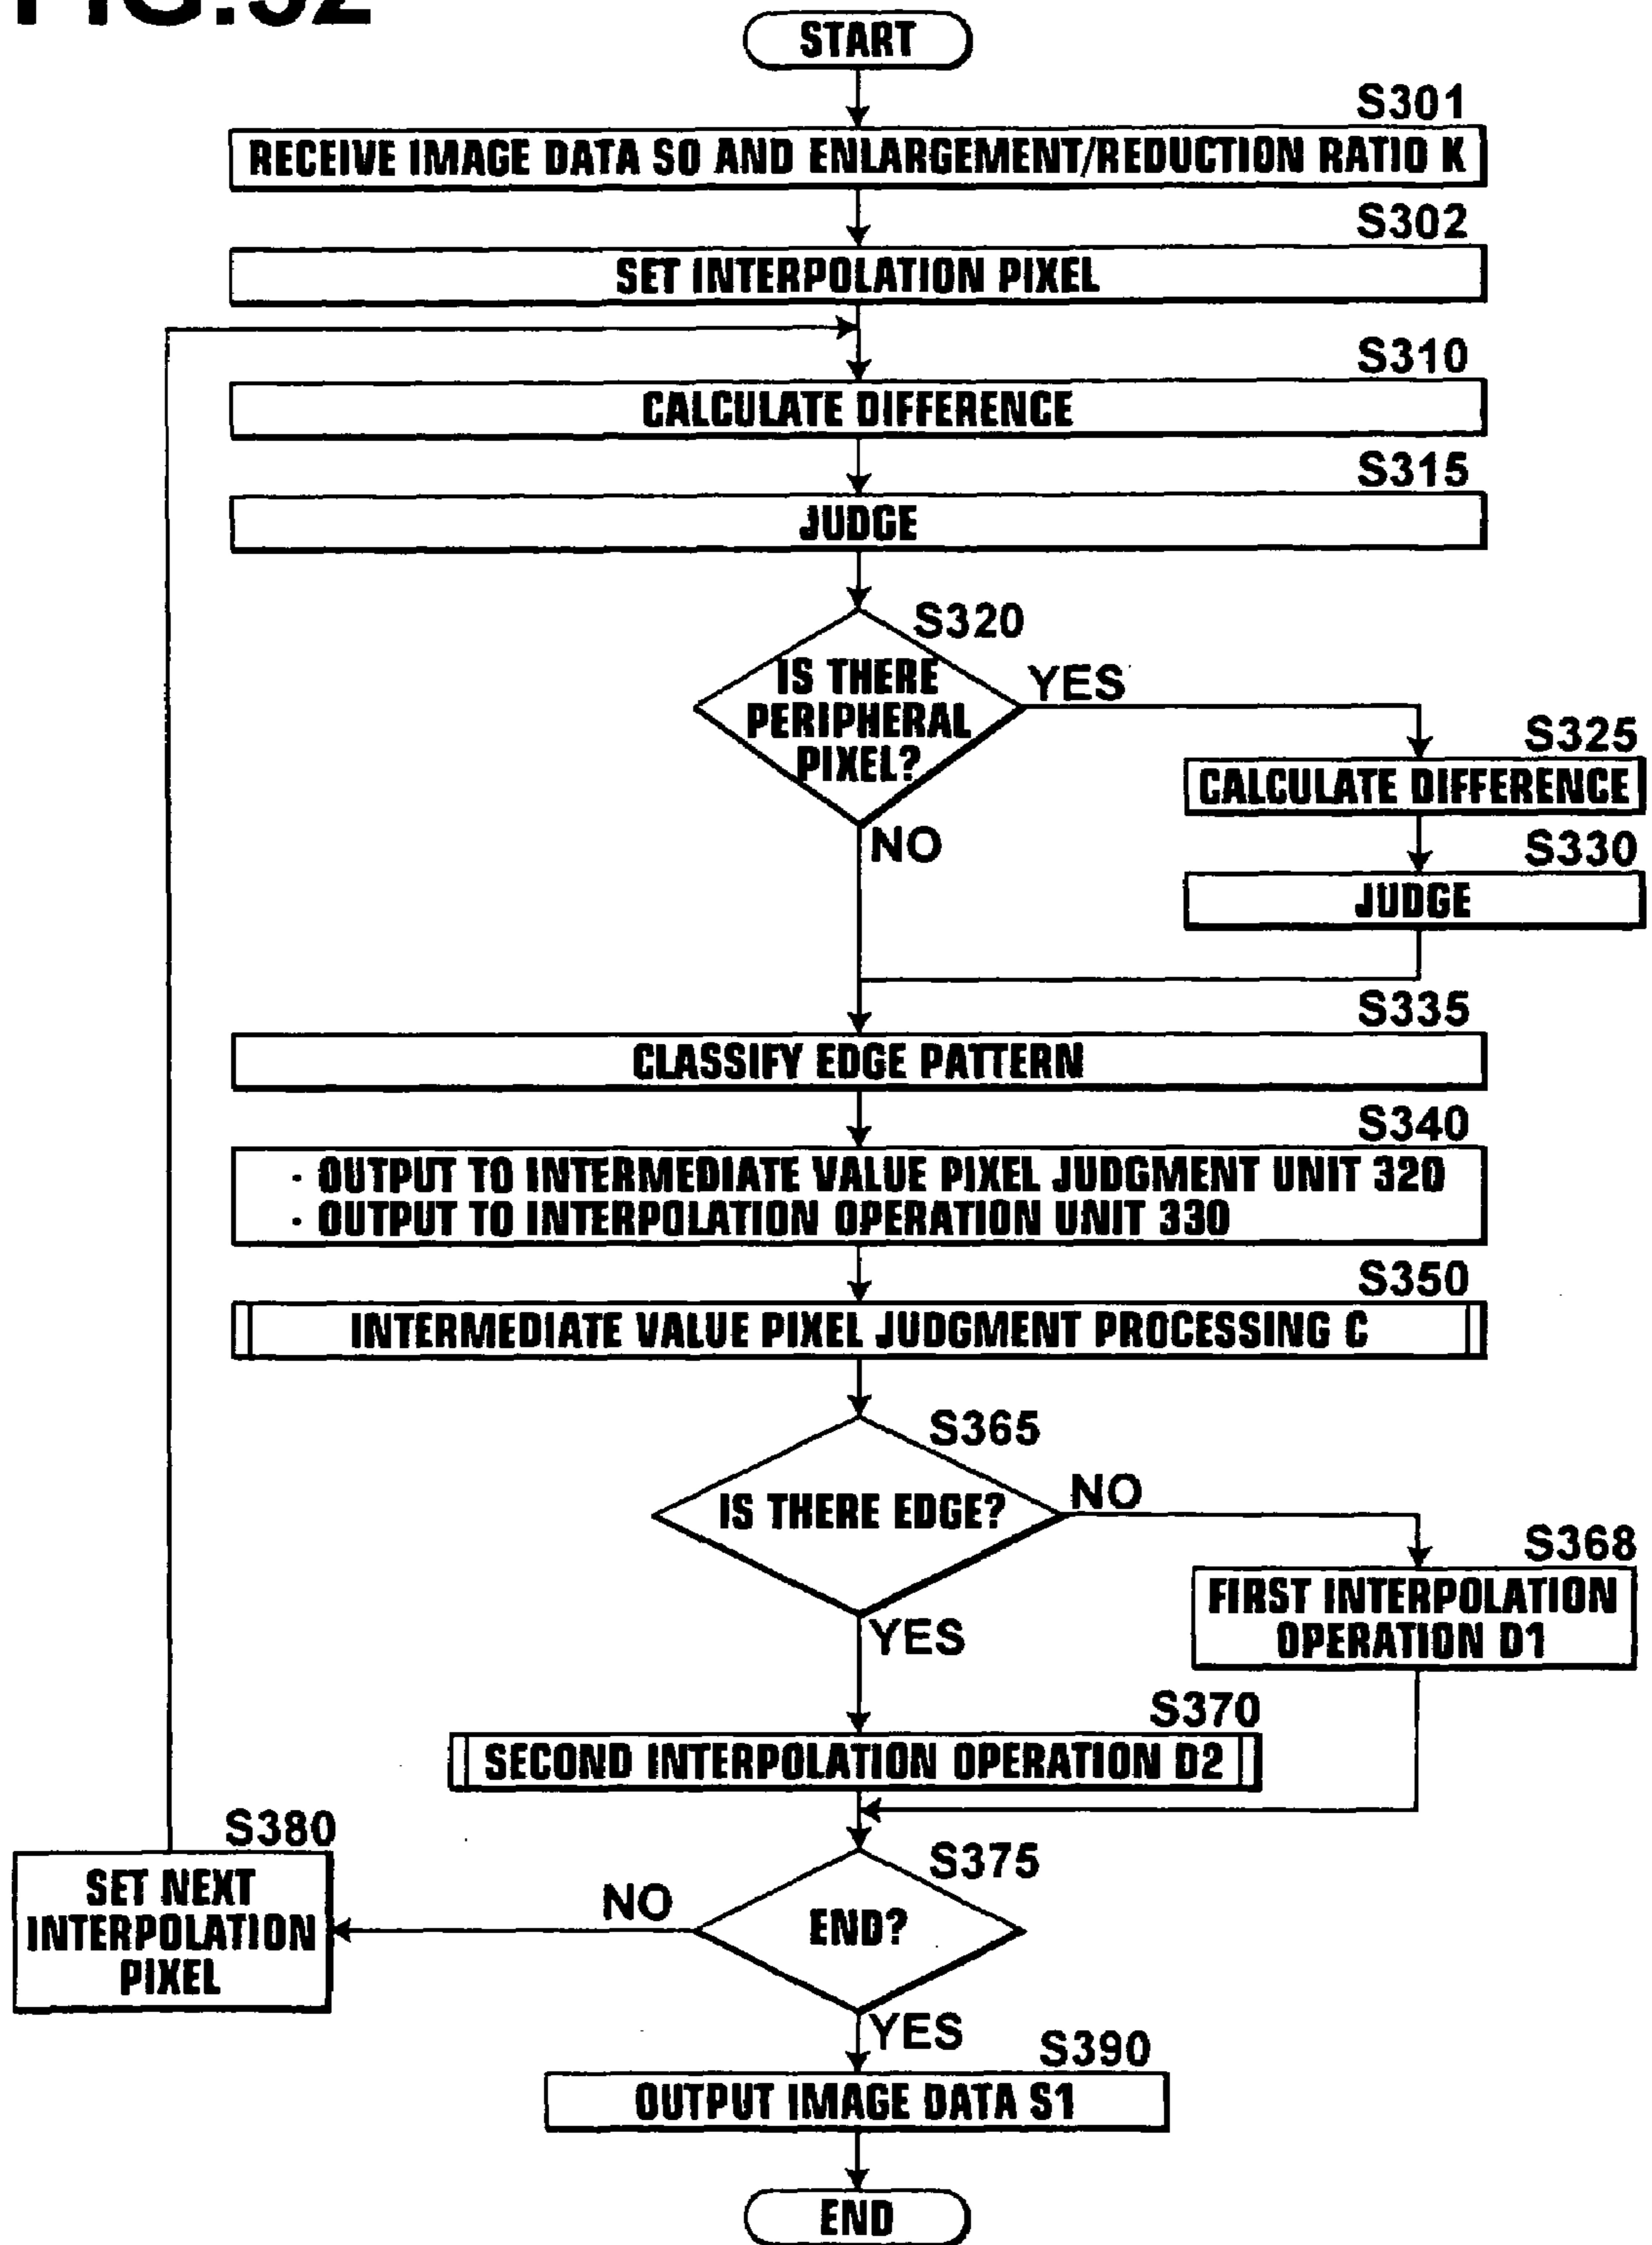 FIG.32
START
S301
RECEIVE IMAGE DATA S0 AND ENLARGEMENT/REDUCTION RATIO K
S302
SET INTERPOLATION PIXEL
S310
CALCULATE DIFFERENCE
S315
JUDGE
S320
IS THERE
PERIPHERAL
PIXEL?
YES
S325
CALCULATE DIFFERENCE
S330
JUDGE
NO
S335
CLASSIFY EDGE PATTERN
S340
· OUTPUT TO INTERMEDIATE VALUE PIXEL JUDGMENT UNIT 320
· OUTPUT TO INTERPOLATION OPERATION UNIT 330
S350
INTERMEDIATE VALUE PIXEL JUDGMENT PROCESSING C
S365
IS THERE EDGE?
NO
S368
FIRST INTERPOLATION
OPERATION D1
YES
S370
SECOND INTERPOLATION OPERATION D2
S375
END?
NO
S380
SET NEXT
INTERPOLATION
PIXEL
YES
S390
OUTPUT IMAGE DATA S1
END